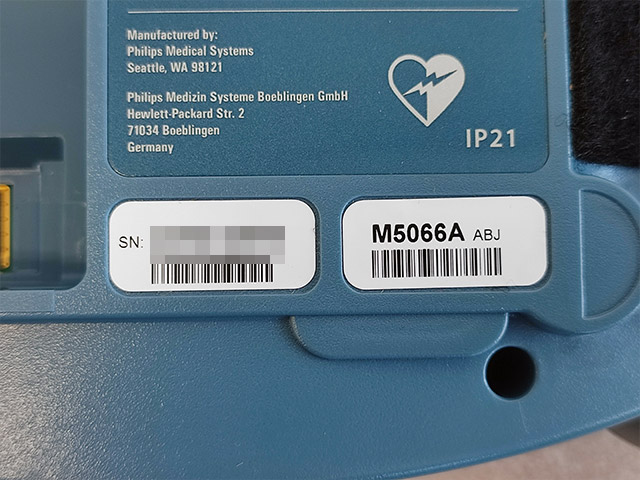 Manufactured by:
Philips Medical Systems
Seattle, WA 98121
Philips Medizin Systeme Boeblingen GmbH
Hewlett-Packard Str. 2
71034 Boeblingen
Germany
IP21
SN:
M5066A ABJ